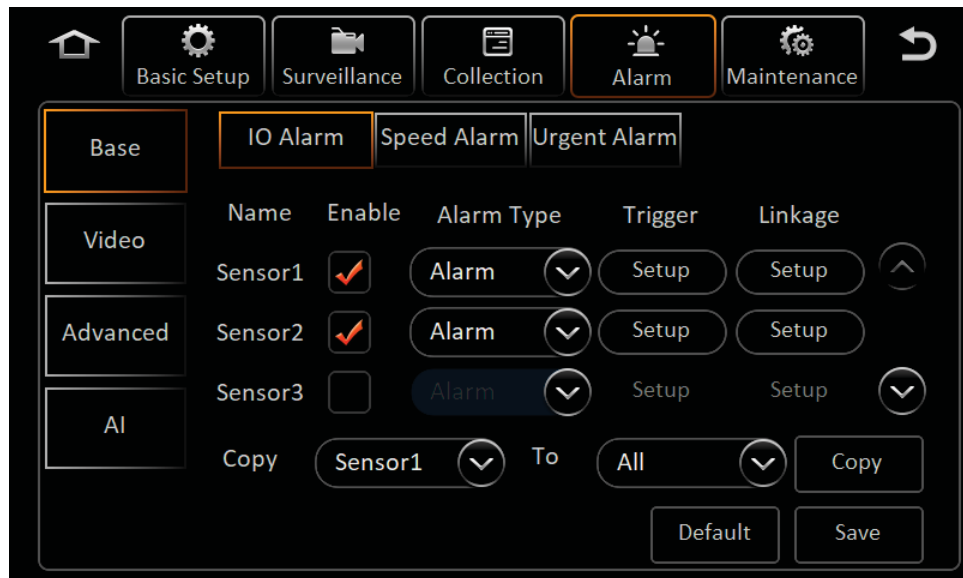 Basic Setup Surveillance Collection Alarm Maintenance
Base IO Alarm Speed Alarm Urgent Alarm
Name Enable Alarm Type Trigger Linkage
Video
Sensor1 Alarm Setup Setup
Advanced Sensor2 Alarm Setup Setup
Sensor3 Alarm Setup Setup
AI
Copy Sensor1 To All Copy
Default Save